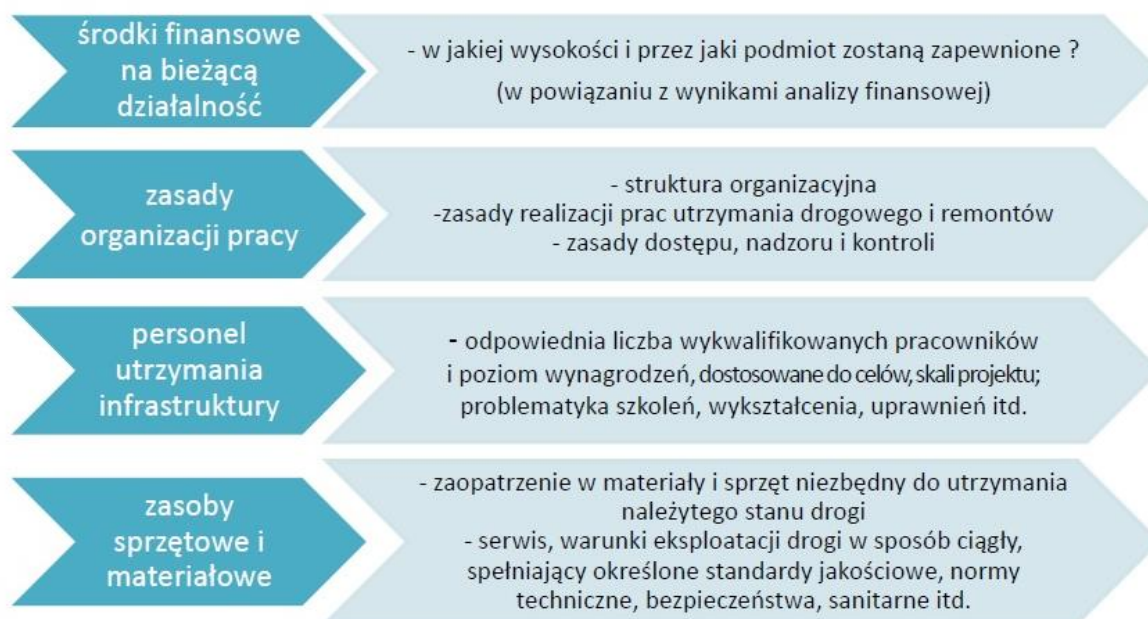 środki finansowe
na bieżącą
działalność
- w jakiej wysokości i przez jaki podmiot zostaną zapewnione ?
(w powiązaniu z wynikami analizy finansowej)
zasady
organizacji pracy
- struktura organizacyjna
-zasady realizacji prac utrzymania drogowego i remontów
- zasady dostępu, nadzoru i kontroli
personel
utrzymania
infrastruktury
- odpowiednia liczba wykwalifikowanych pracowników
i poziom wynagrodzeń, dostosowane do celów, skali projektu;
problematyka szkoleń, wykształcenia, uprawnień itd.
zasoby
sprzętowe i
materiałowe
- zaopatrzenie w materiały i sprzęt niezbędny do utrzymania
należytego stanu drogi
- serwis, warunki eksploatacji drogi w sposób ciągły,
spełniający określone standardy jakościowe, normy
techniczne, bezpieczeństwa, sanitarne itd.